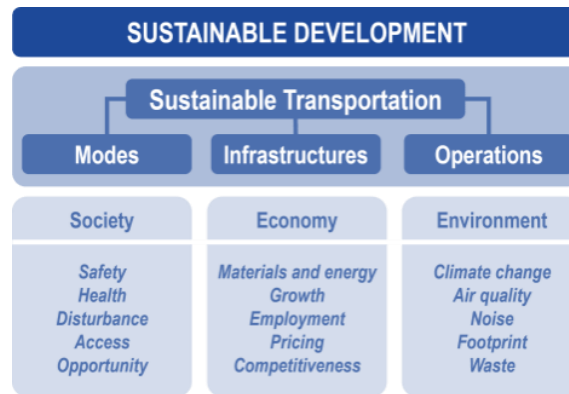 SUSTAINABLE DEVELOPMENT
Sustainable Transportation
Modes
Infrastructures
Operations
Society
Safety
Health
Disturbance
Access
Opportunity
Economy
Materials and energy
Growth
Employment
Pricing
Competitiveness
Environment
Climate change
Air quality
Noise
Footprint
Waste